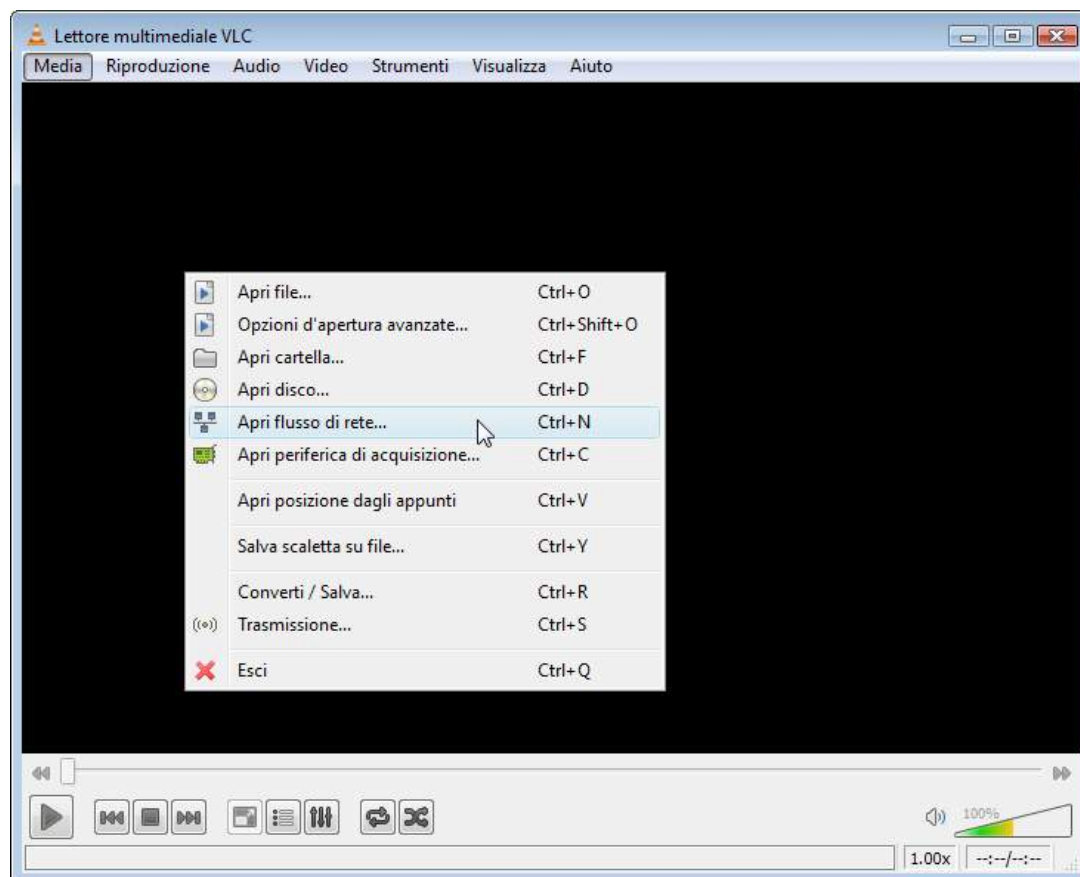 Lettore multimediale VLC
Media Riproduzione Audio Video Strumenti Visualizza Aiuto
Apri file... Ctrl+O
Opzioni d'apertura avanzate... Ctrl+Shift+O
Apri cartella... Ctrl+F
Apri disco... Ctrl+D
Apri flusso di rete... Ctrl+N
Apri periferica di acquisizione... Ctrl+C
Apri posizione dagli appunti Ctrl+V
Salva scaletta su file... Ctrl+Y
Converti / Salva... Ctrl+R
Trasmissione... Ctrl+S
Esci Ctrl+Q
100%
1.00x --:--/--:--